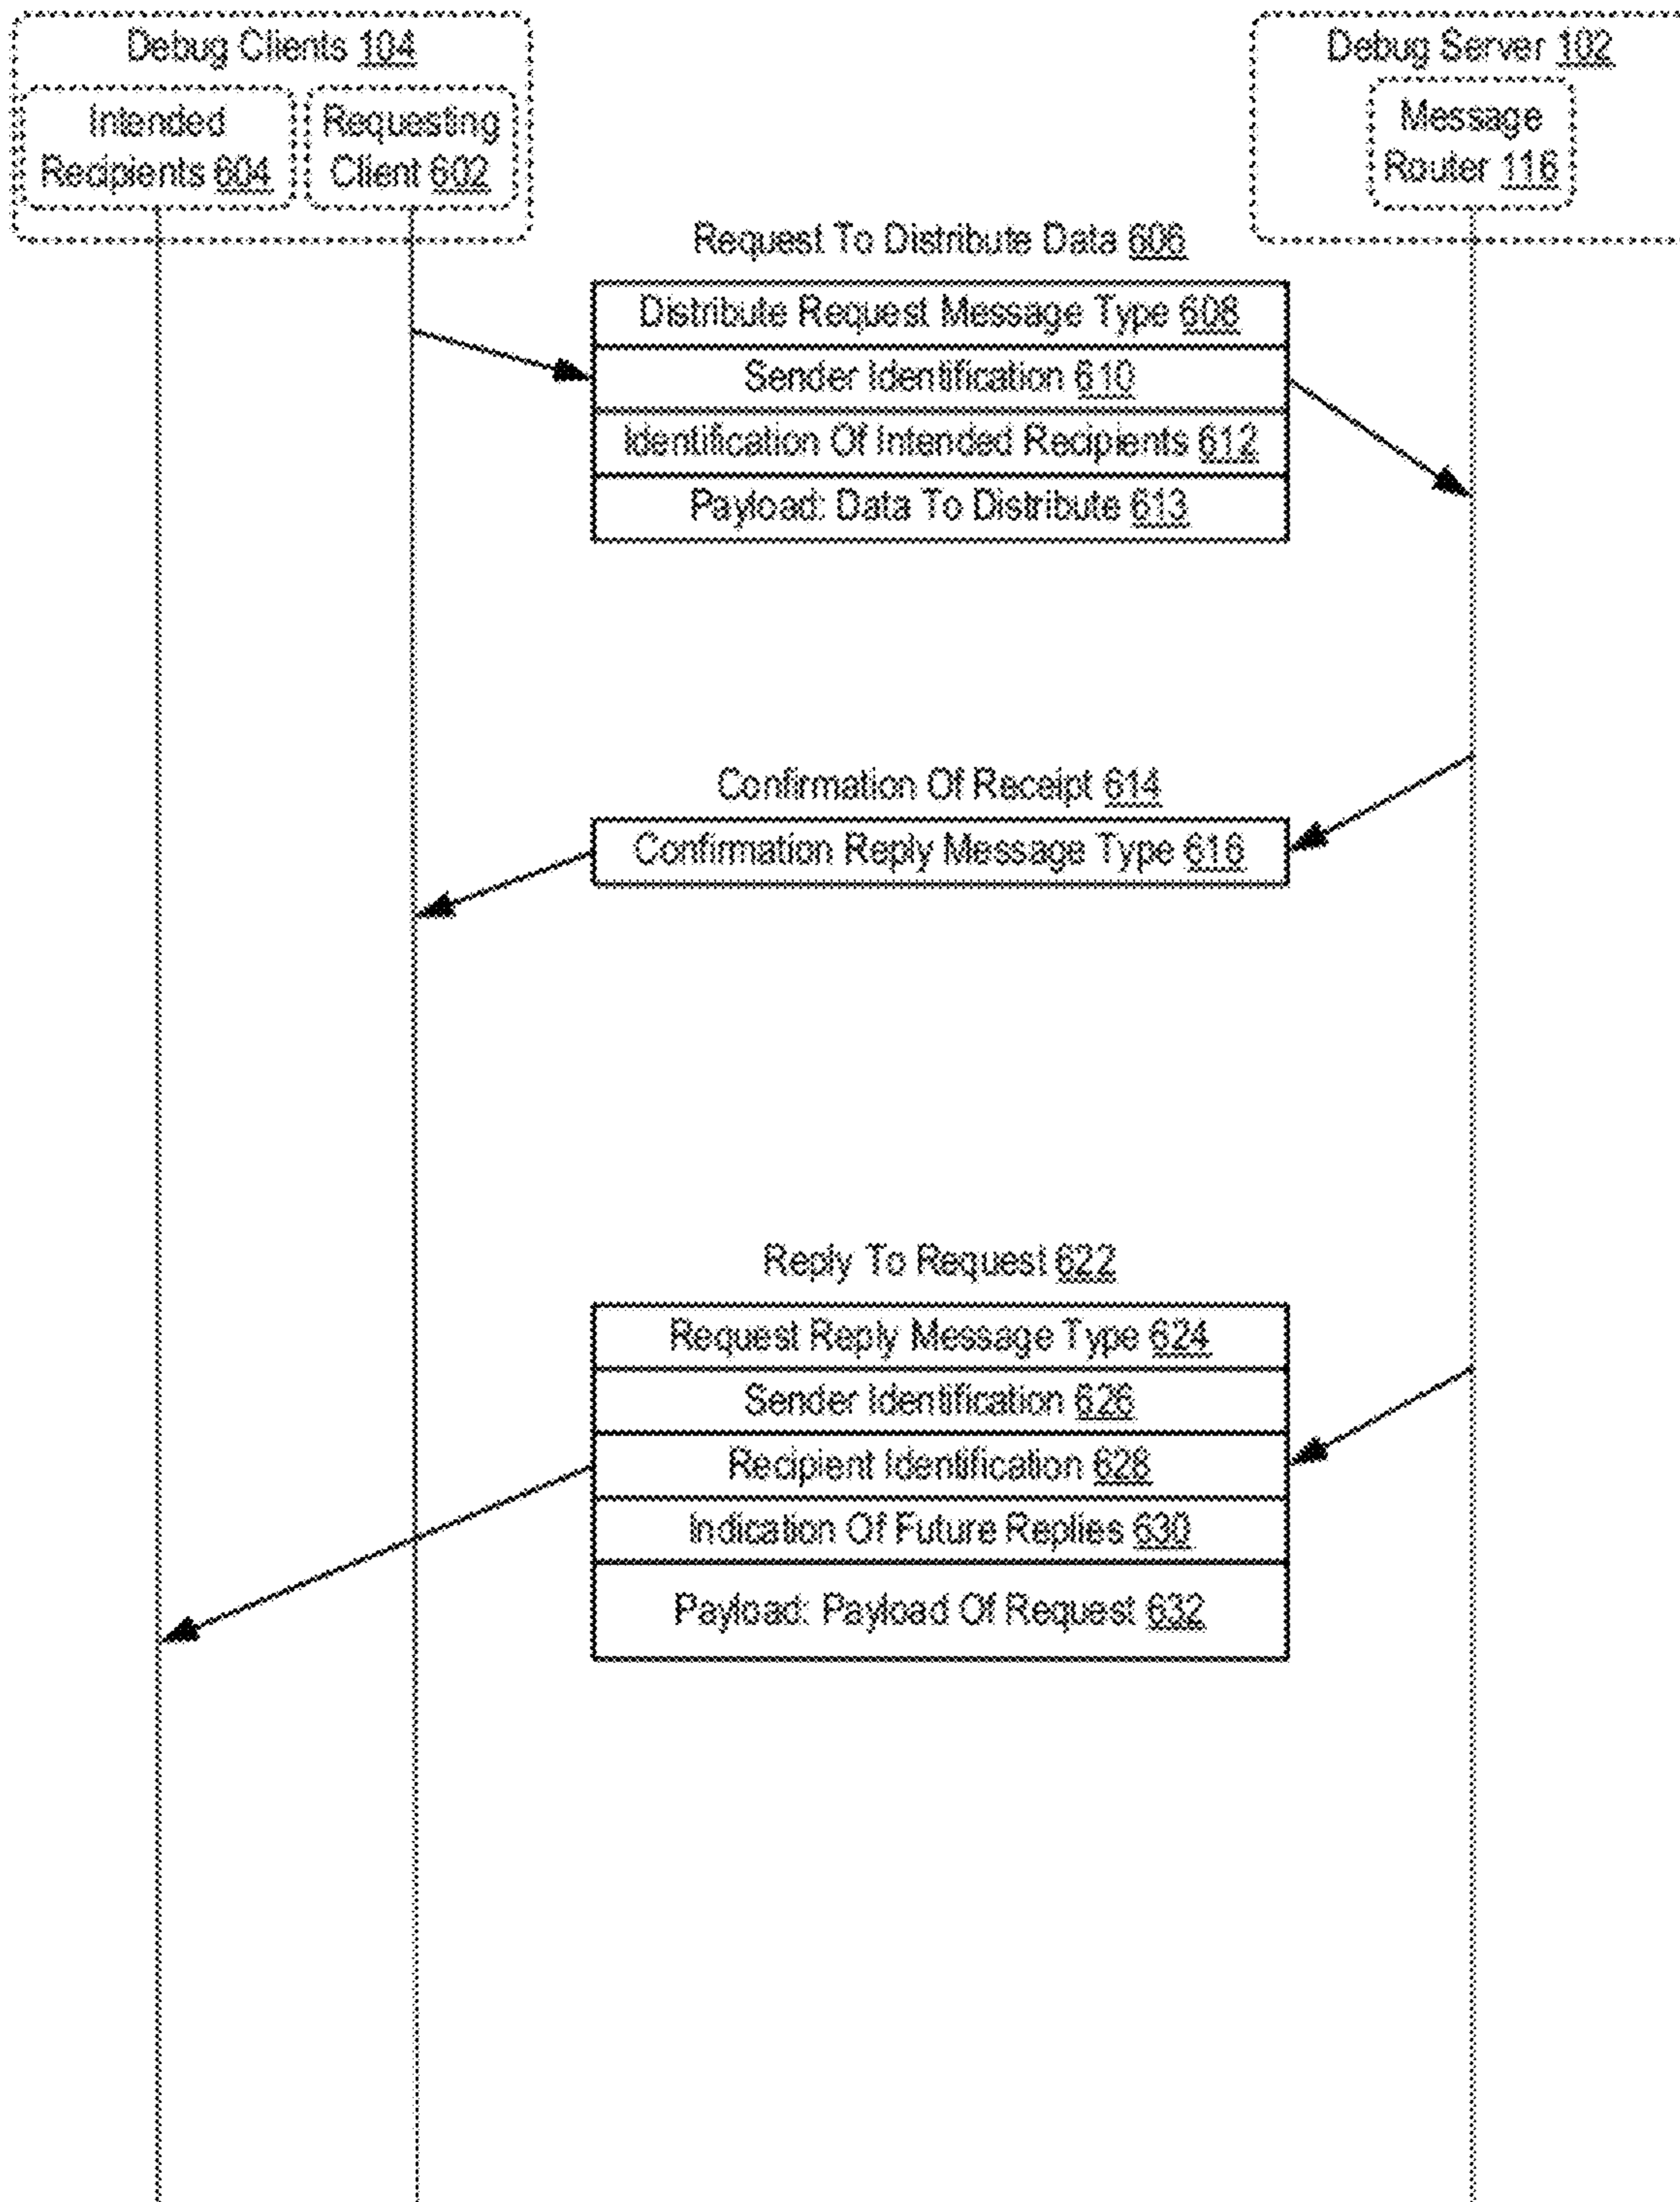 Debug Clients 104
Intended
Recipients 604
Requesting
Client 602
Debug Server 102
Message
Router 116
Request To Distribute Data 606
Distribute Request Message Type 608
Sender Identification 610
Identification Of Intended Recipients 612
Payload: Data To Distribute 613
Confirmation Of Receipt 614
Confirmation Reply Message Type 616
Reply To Request 622
Request Reply Message Type 624
Sender Identification 626
Recipient Identification 628
Indication Of Future Replies 630
Payload: Payload Of Request 632